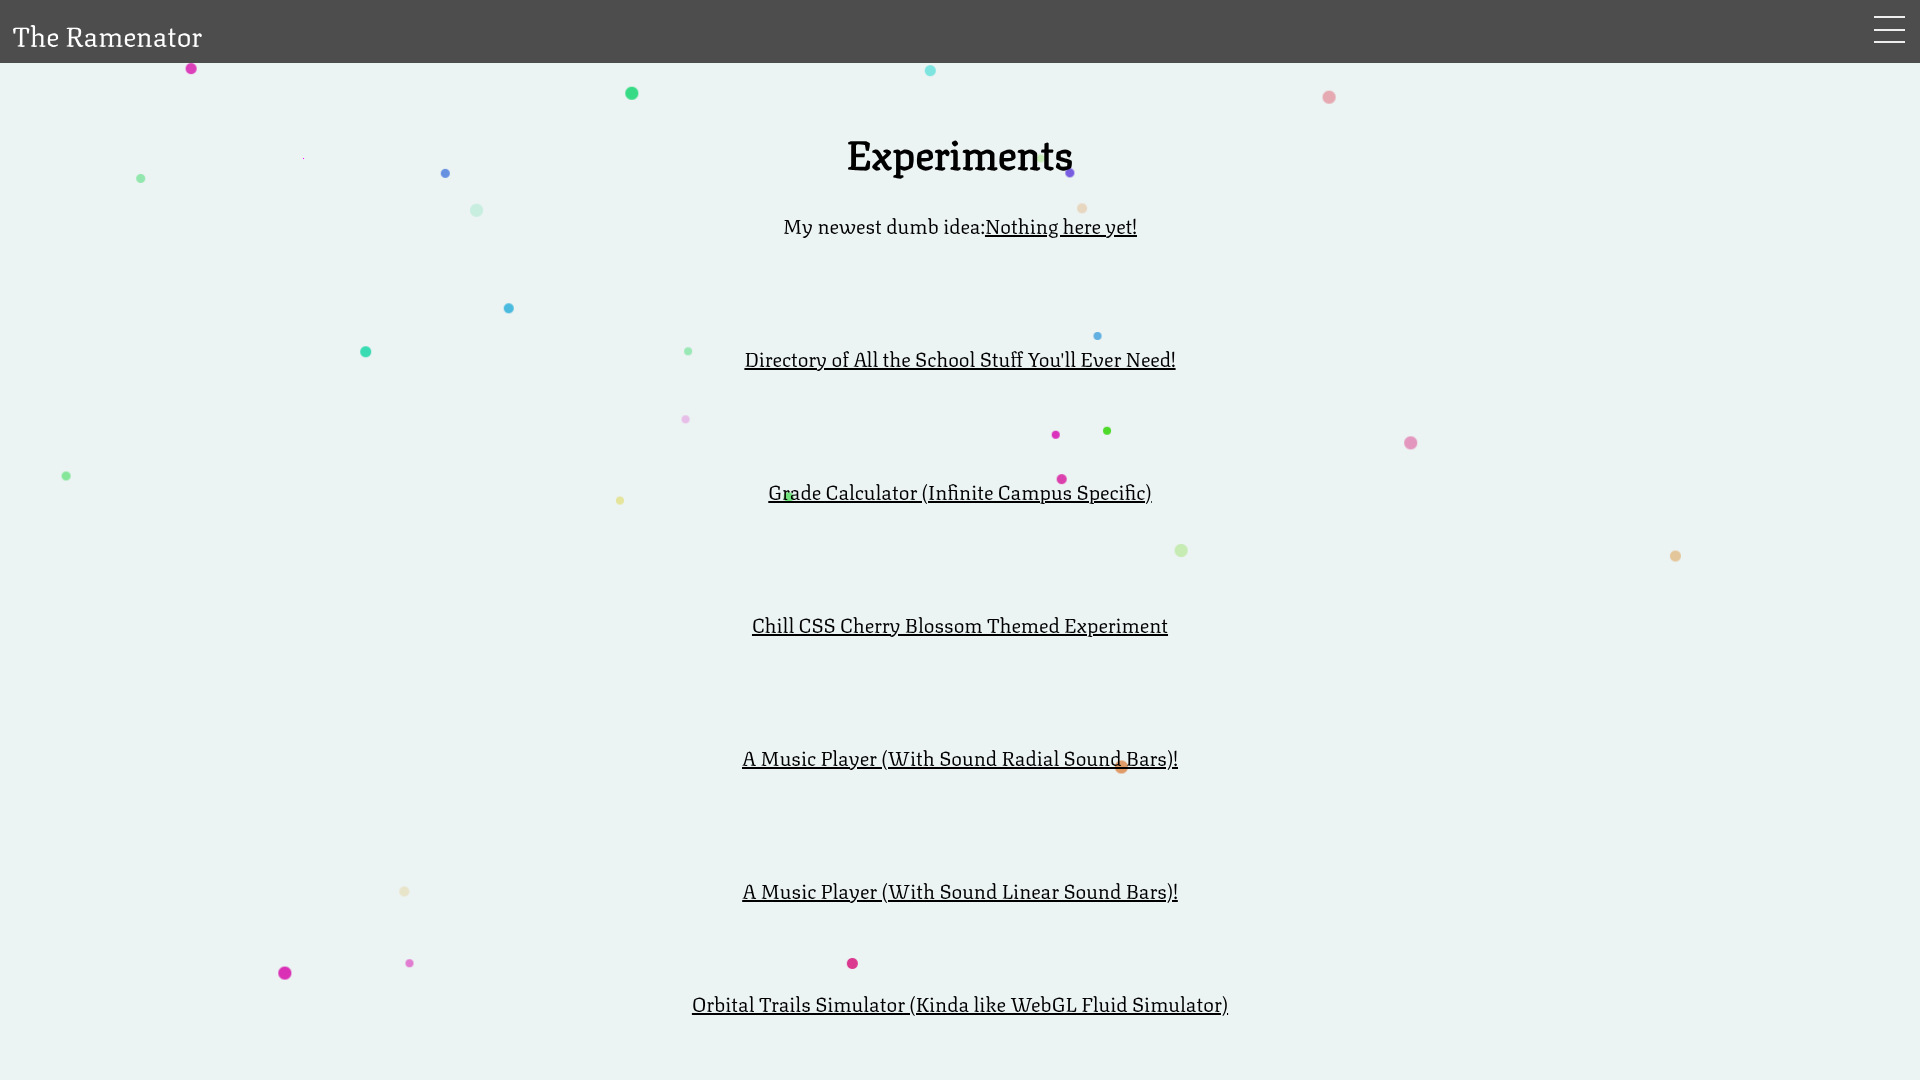 The Ramenator
Experiments
My newest dumb idea:Nothing here yet!
Directory of All the School Stuff You'll Ever Need!
Grade Calculator (Infinite Campus Specific)
Chill CSS Cherry Blossom Themed Experiment
A Music Player (With Sound Radial Sound Bars)!
A Music Player (With Sound Linear Sound Bars)!
Orbital Trails Simulator (Kinda like WebGL Fluid Simulator)